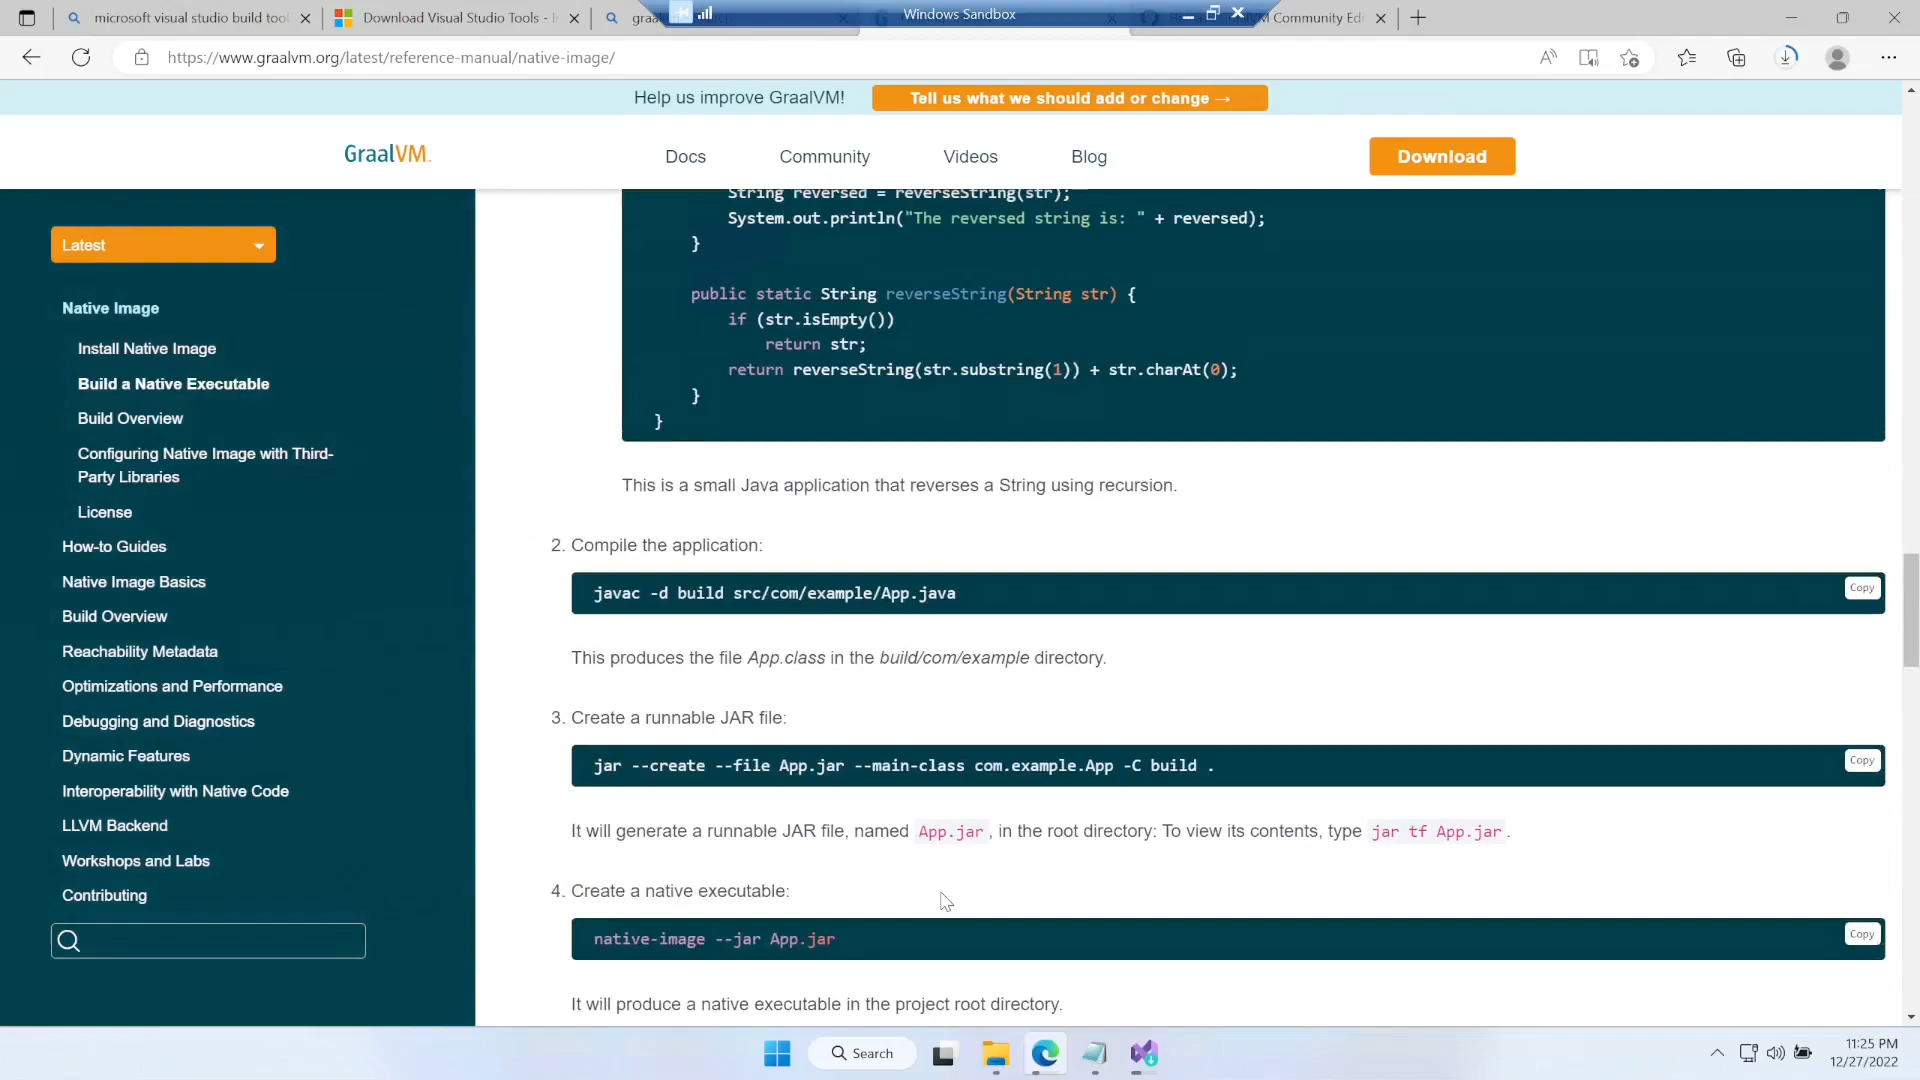 microsoft visual studio build tool
Download Visual Studio Tools - I
graal
Windows Sandbox
VM Community Edi
https://www.graalvm.org/latest/reference-manual/native-image/
Help us improve GraalVM!
Tell us what we should add or change →
GraalVM.
Docs
Community
Videos
Blog
Download
Latest
Native Image
Install Native Image
Build a Native Executable
Build Overview
Configuring Native Image with Third-
Party Libraries
License
How-to Guides
Native Image Basics
Build Overview
Reachability Metadata
Optimizations and Performance
Debugging and Diagnostics
Dynamic Features
Interoperability with Native Code
LLVM Backend
Workshops and Labs
Contributing
String reversed = reverseString(str);
System.out.println("The reversed string is: " + reversed);
}
public static String reverseString(String str) {
if (str.isEmpty())
return str;
return reverseString(str.substring(1)) + str.charAt(0);
}
}
This is a small Java application that reverses a String using recursion.
2. Compile the application:
javac -d build src/com/example/App.java
Copy
This produces the file App.class in the build/com/example directory.
3. Create a runnable JAR file:
jar --create --file App.jar --main-class com.example.App -C build .
Copy
It will generate a runnable JAR file, named App.jar, in the root directory: To view its contents, type jar tf App.jar.
4. Create a native executable:
native-image --jar App.jar
Copy
It will produce a native executable in the project root directory.
Search
11:25 PM
12/27/2022